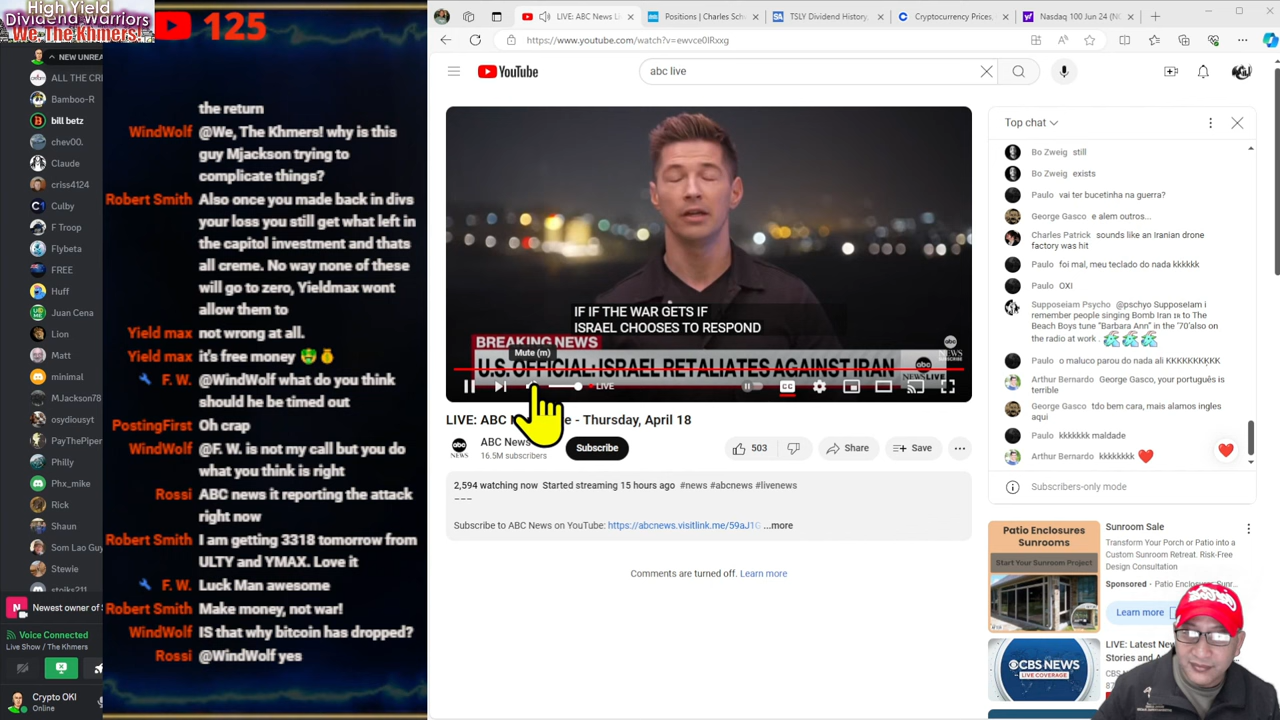 High Yield
Dividend Warriors
We, The Khmers!
125
NEW UNREA
ALL THE CRI
Bamboo-R
bill betz
chev00.
Claude
criss4124
Culby
F Troop
Flybeta
FREE
Huff
Juan Cena
Lion
Matt
minimal
MJackson78
osydiousyt
PayThePiper
Philly
Phx_mike
Rick
Shaun
Som Lao Guy
Stewie
stoiks211
Newest owner of S
Voice Connected
Live Show / The Khmers
Crypto OKI
Online
the return
WindWolf @We, The Khmers! why is this
guy Mjackson trying to
complicate things?
Robert Smith Also once you made back in divs
your loss you still get what left in
the capitol investment and thats
all creme. No way none of these
will go to zero, Yieldmax wont
allow them to
Yield max not wrong at all.
Yield max it's free money
F. W. @WindWolf what do you think
should he be timed out
PostingFirst Oh crap
WindWolf @F. W. is not my call but you do
what you think is right
Rossi ABC news it reporting the attack
right now
Robert Smith I am getting 3318 tomorrow from
ULTY and YMAX. Love it
F. W. Luck Man awesome
Robert Smith Make money, not war!
WindWolf IS that why bitcoin has dropped?
Rossi @WindWolf yes
LIVE: ABC News Li
Positions | Charles Sch
TSLY Dividend History,
Cryptocurrency Prices,
Nasdaq 100 Jun 24 (NC
https://www.youtube.com/watch?v=ewvce0lRxxg
YouTube
abc live
IF IF THE WAR GETS IF
ISRAEL CHOOSES TO RESPOND
BREAKING NEWS
Mute (m)
abc NEWS
SUBSCRIBE
U.S. OFFICIAL: ISRAEL RETALIATES AGAINST IRAN
abcNEWS LIVE
LIVE
CC
LIVE: ABC N e - Thursday, April 18
abc NEWS
ABC News
16.5M subscribers
Subscribe
503
Share
Save
2,594 watching now Started streaming 15 hours ago #news #abcnews #livenews
---
Subscribe to ABC News on YouTube: https://abcnews.visitlink.me/59aJ1G ...more
Comments are turned off. Learn more
Top chat
Bo Zweig still
Bo Zweig exists
Paulo vai ter bucetinha na guerra?
George Gasco e alem outros...
Charles Patrick sounds like an Iranian drone
factory was hit
Paulo foi mal, meu teclado do nada kkkkkk
Paulo OXI
Supposeiam Psycho @pschyo Supposelam i
remember people singing Bomb Iran to The
Beach Boys tune "Barbara Ann" in the '70'also on
the radio at work .
Paulo o maluco parou do nada ali KKKKKKKKK
Arthur Bernardo George Gasco, your português is
terrible
George Gasco tdo bem cara, mais alamos ingles
aqui
Paulo kkkkkkk maldade
Arthur Bernardo kkkkkkkk
Subscribers-only mode
Patio Enclosures
Sunrooms
Start Your Sunroom Project
Sunroom Sale
Transform Your Porch or Patio into a
Custom Sunroom Retreat. Risk-Free
Design Consultation
Sponsored · Patio Enclosur
Learn more
CBS NEWS
LIVE COVERAGE
LIVE: Latest New
Stories and A
CBS N